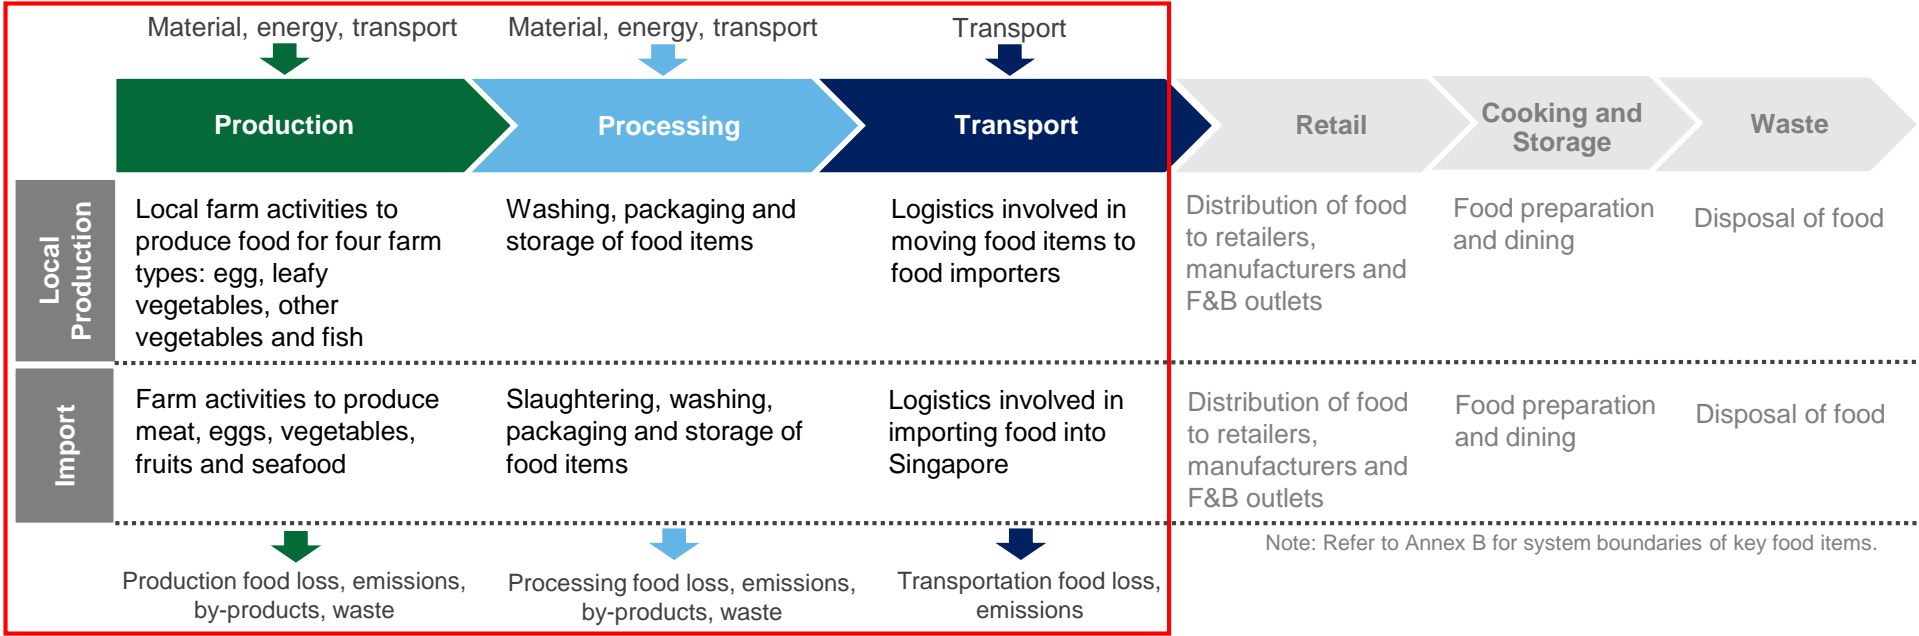 Material, energy, transport
Material, energy, transport
Transport
Production
Processing
Transport
Retail
Cooking and
Storage
Waste
Local
Production
Local farm activities to
produce food for four farm
types: egg, leafy
vegetables, other
vegetables and fish
Washing, packaging and
storage of food items
Logistics involved in
moving food items to
food importers
Distribution of food
to retailers,
manufacturers and
F&B outlets
Food preparation
and dining
Disposal of food
Import
Farm activities to produce
meat, eggs, vegetables,
fruits and seafood
Slaughtering, washing,
packaging and storage of
food items
Logistics involved in
importing food into
Singapore
Distribution of food
to retailers,
manufacturers and
F&B outlets
Food preparation
and dining
Disposal of food
Note: Refer to Annex B for system boundaries of key food items.
Production food loss, emissions,
by-products, waste
Processing food loss, emissions,
by-products, waste
Transportation food loss,
emissions